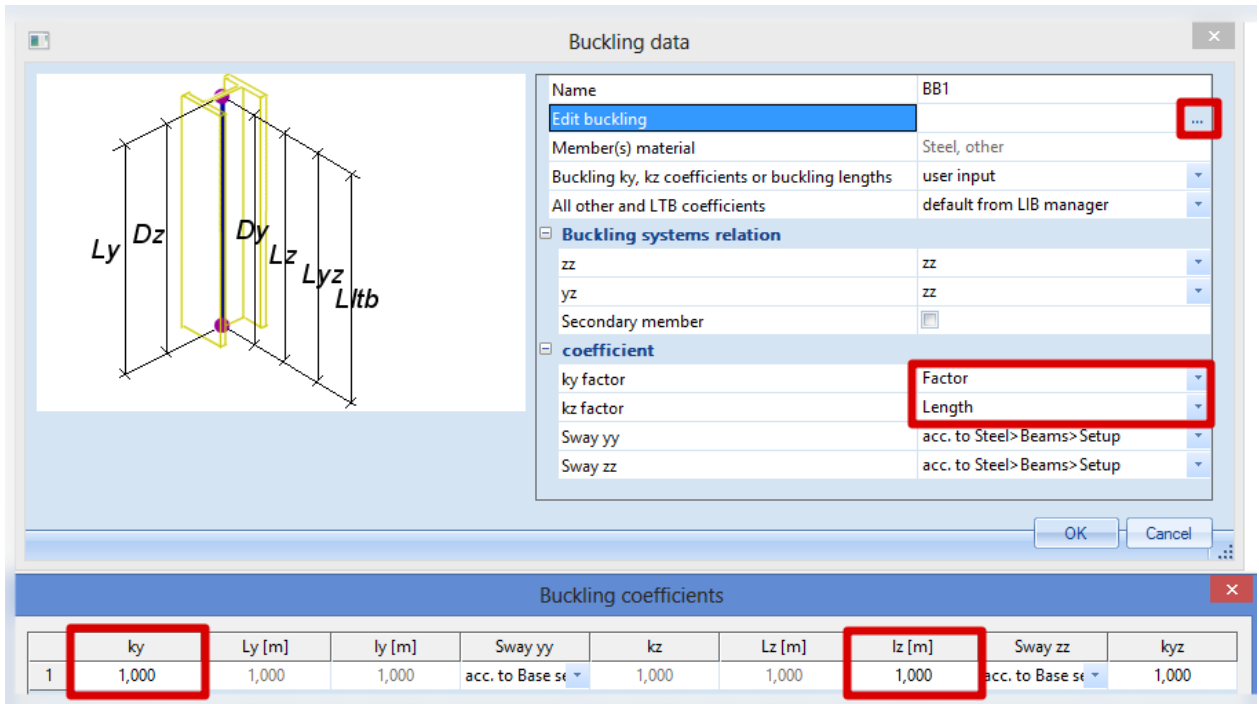 Buckling data
Name BB1
Edit buckling ...
Member(s) material Steel, other
Buckling ky, kz coefficients or buckling lengths user input
All other and LTB coefficients default from LIB manager
Buckling systems relation
zz zz
yz zz
Secondary member
coefficient
ky factor Factor
kz factor Length
Sway yy acc. to Steel>Beams>Setup
Sway zz acc. to Steel>Beams>Setup
Ly Dz Dy Lz Lyz Lltb
OK Cancel
Buckling coefficients
ky Ly [m] ly [m] Sway yy kz Lz [m] lz [m] Sway zz kyz
1 1,000 1,000 1,000 acc. to Base se 1,000 1,000 1,000 acc. to Base se 1,000